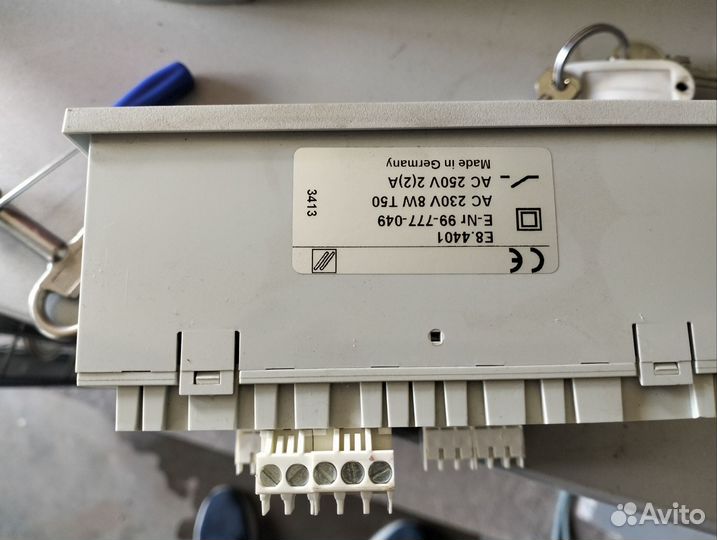 CE
E8.4401
E-Nr 99-777-049
AC 230V 8W T50
AC 250V 2(2)A
Made in Germany
3413
Avito